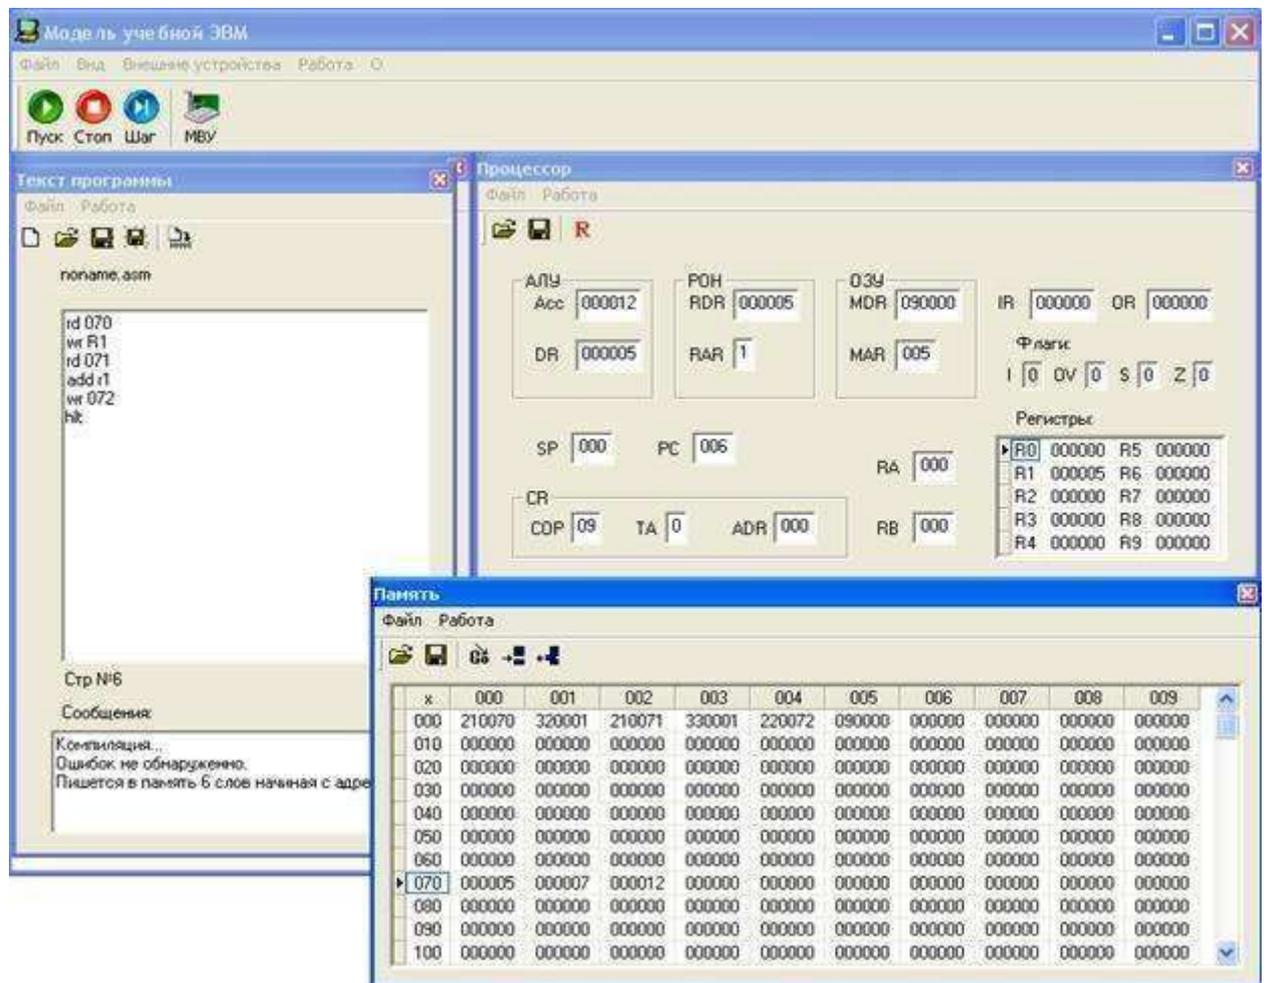 Модель учебной ЭВМ
Файл Вид Внешние устройства Работа О
Пуск Стоп Шаг МВУ
Текст программы
Файл Работа
noname.asm
rd 070
wr R1
rd 071
add r1
wr 072
hlt
Стр №6
Сообщения:
Компиляция...
Ошибок не обнаруженно.
Пишется в память 6 слов начиная с адре
Процессор
Файл Работа
R
АЛУ РОН ОЗУ
Acc 000012 RDR 000005 MDR 090000 IR 000000 OR 000000
DR 000005 RAR 1 MAR 005
Флаги:
I 0 OV 0 S 0 Z 0
Регистры:
SP 000 PC 006 RA 000
CR
COP 09 TA 0 ADR 000 RB 000
R0 000000 R5 000000
R1 000005 R6 000000
R2 000000 R7 000000
R3 000000 R8 000000
R4 000000 R9 000000
Память
Файл Работа
x 000 001 002 003 004 005 006 007 008 009
000 210070 320001 210071 330001 220072 090000 000000 000000 000000 000000
010 000000 000000 000000 000000 000000 000000 000000 000000 000000 000000
020 000000 000000 000000 000000 000000 000000 000000 000000 000000 000000
030 000000 000000 000000 000000 000000 000000 000000 000000 000000 000000
040 000000 000000 000000 000000 000000 000000 000000 000000 000000 000000
050 000000 000000 000000 000000 000000 000000 000000 000000 000000 000000
060 000000 000000 000000 000000 000000 000000 000000 000000 000000 000000
070 000005 000007 000012 000000 000000 000000 000000 000000 000000 000000
080 000000 000000 000000 000000 000000 000000 000000 000000 000000 000000
090 000000 000000 000000 000000 000000 000000 000000 000000 000000 000000
100 000000 000000 000000 000000 000000 000000 000000 000000 000000 000000